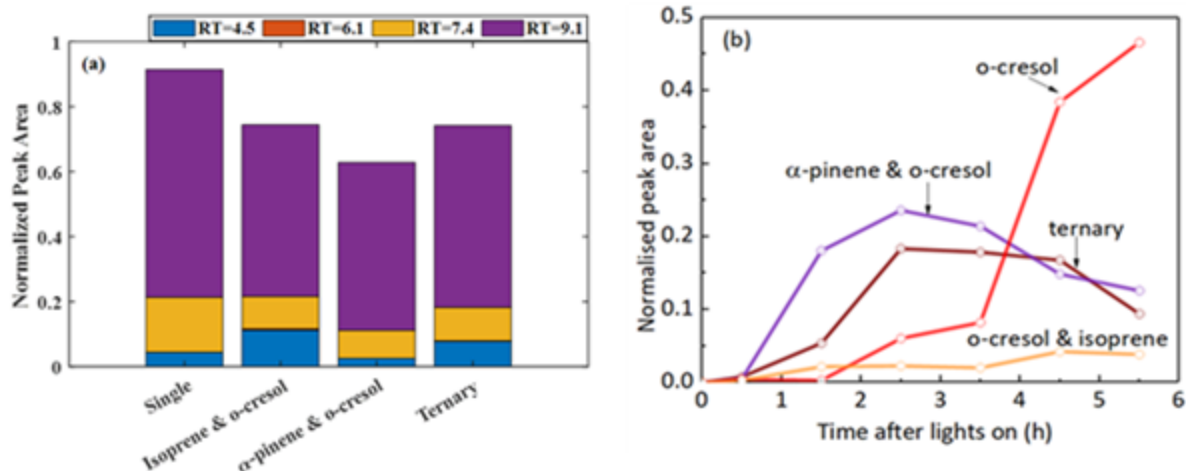 RT=4.5 RT=6.1 RT=7.4 RT=9.1
(a)
Normalized Peak Area
1
0.8
0.6
0.4
0.2
0
Single
Isoprene & o-cresol
α-pinene & o-cresol
Ternary
(b)
Normalised peak area
0.5
0.4
0.3
0.2
0.1
0.0
o-cresol
α-pinene & o-cresol
ternary
o-cresol & isoprene
0 1 2 3 4 5 6
Time after lights on (h)